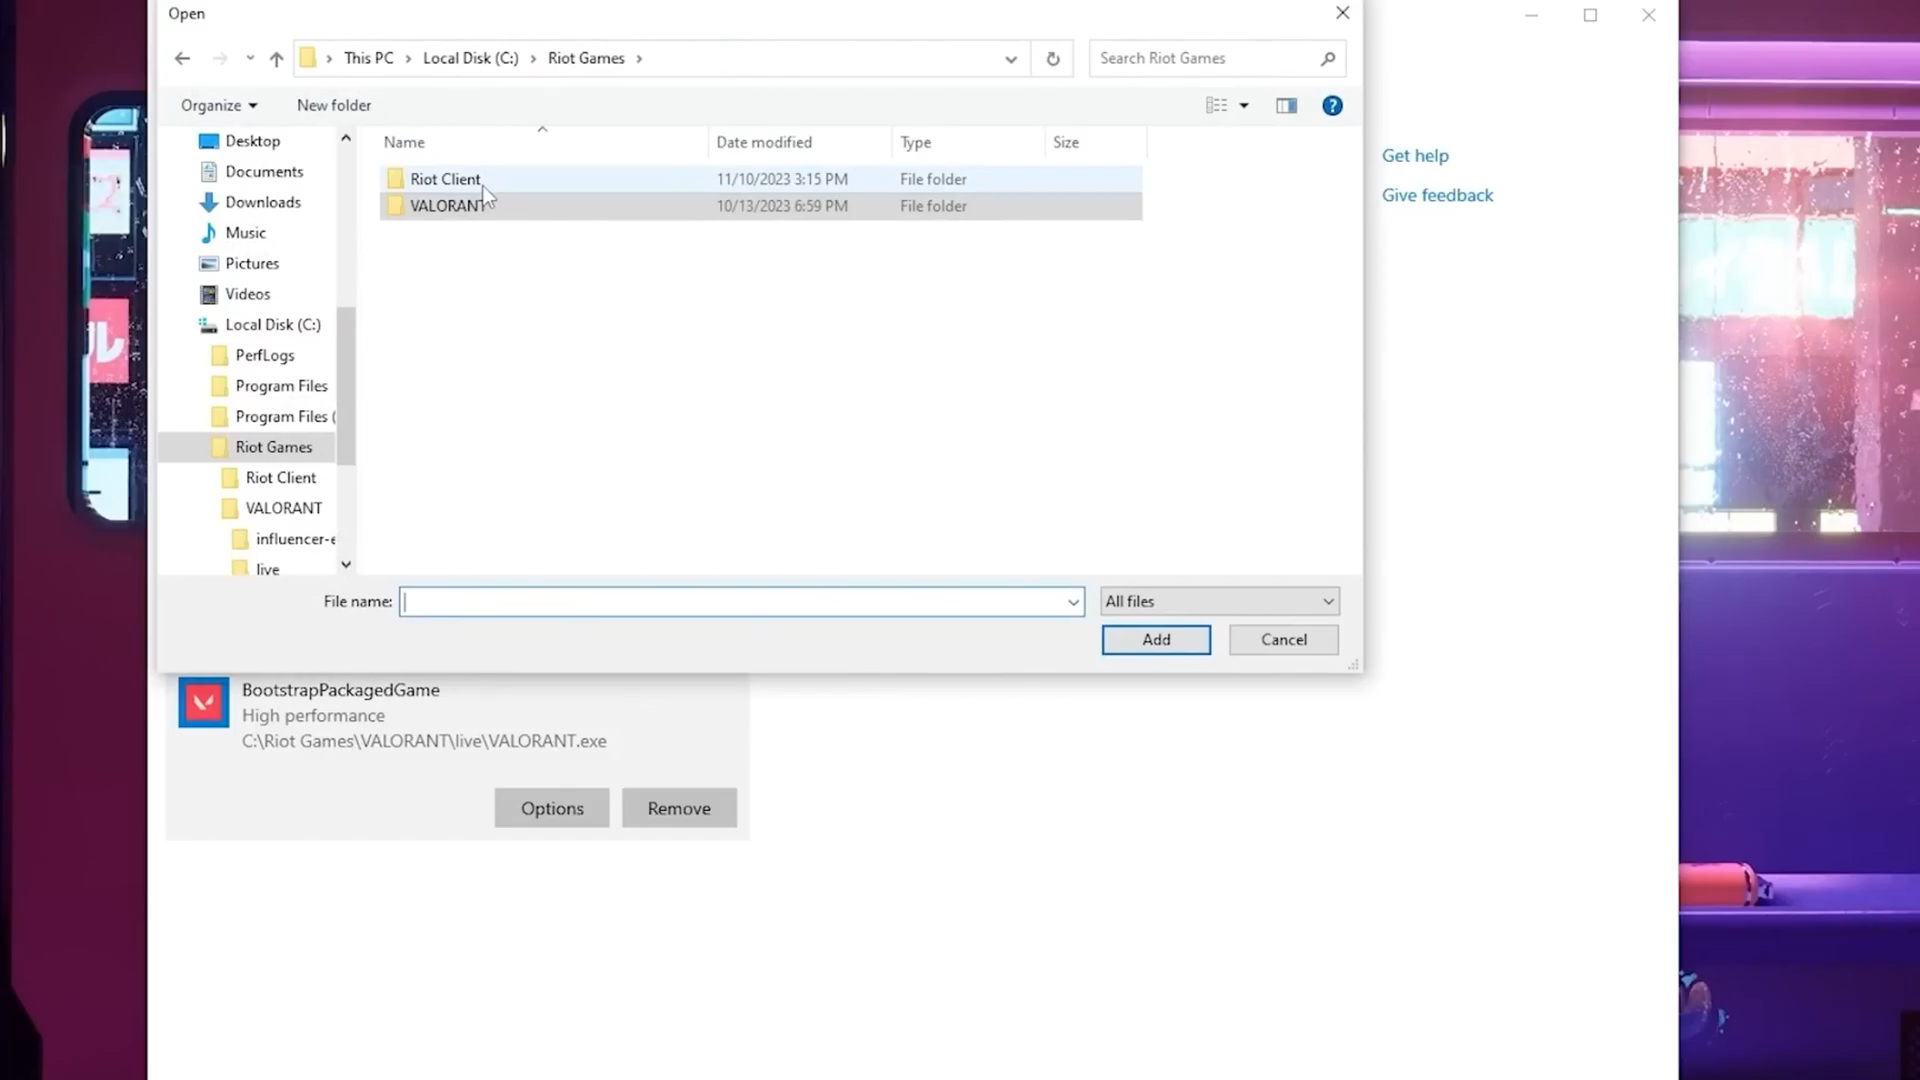 Open
This PC > Local Disk (C:) > Riot Games >
Search Riot Games
Organize
New folder
Name
Date modified
Type
Size
Desktop
Documents
Downloads
Music
Pictures
Videos
Local Disk (C:)
PerfLogs
Program Files
Program Files (
Riot Games
Riot Client
VALORANT
influencer-e
live
Riot Client 11/10/2023 3:15 PM File folder
VALORANT 10/13/2023 6:59 PM File folder
Get help
Give feedback
File name:
All files
Add
Cancel
BootstrapPackagedGame
High performance
C:\Riot Games\VALORANT\live\VALORANT.exe
Options
Remove
ル